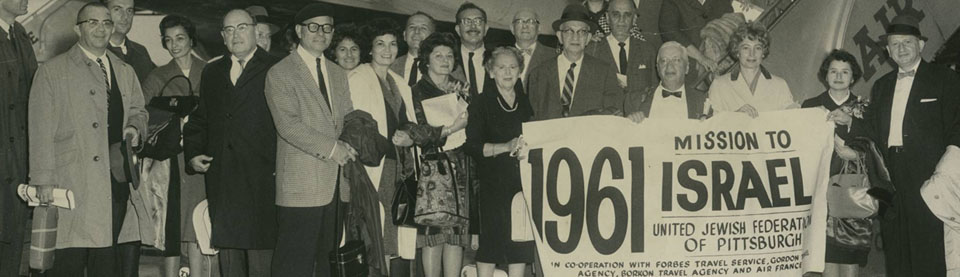 1961
MISSION TO
ISRAEL
UNITED JEWISH FEDERATION
OF PITTSBURGH
IN CO-OPERATION WITH FORBES TRAVEL SERVICE, GORDON
AGENCY, BORKON TRAVEL AGENCY AND AIR FRANCE
AIR